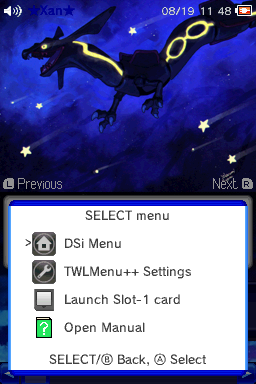 ★Xan★ 08/19 11 48
L Previous Next R
SELECT menu
> DSi Menu
TWLMenu++ Settings
Launch Slot-1 card
? Open Manual
SELECT/Ⓑ Back, Ⓐ Select